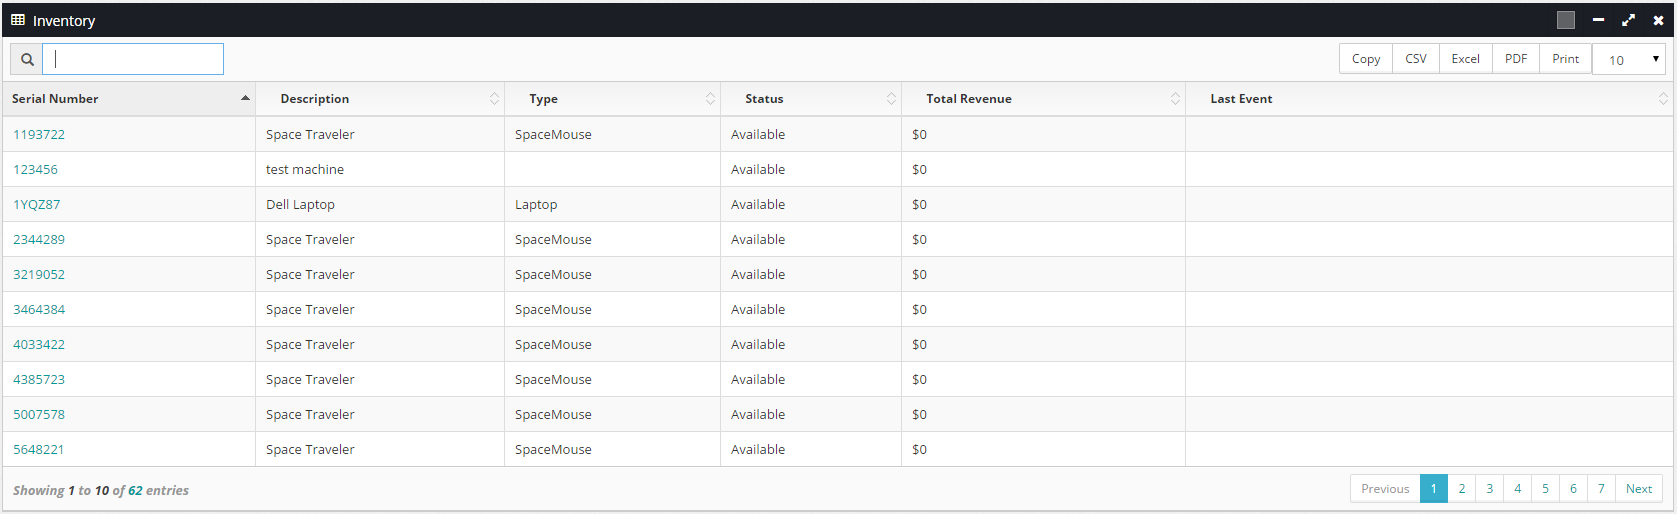 Inventory
Copy CSV Excel PDF Print 10
Serial Number Description Type Status Total Revenue Last Event
1193722 Space Traveler SpaceMouse Available $0
123456 test machine Available $0
1YQZ87 Dell Laptop Laptop Available $0
2344289 Space Traveler SpaceMouse Available $0
3219052 Space Traveler SpaceMouse Available $0
3464384 Space Traveler SpaceMouse Available $0
4033422 Space Traveler SpaceMouse Available $0
4385723 Space Traveler SpaceMouse Available $0
5007578 Space Traveler SpaceMouse Available $0
5648221 Space Traveler SpaceMouse Available $0
Showing 1 to 10 of 62 entries Previous 1 2 3 4 5 6 7 Next